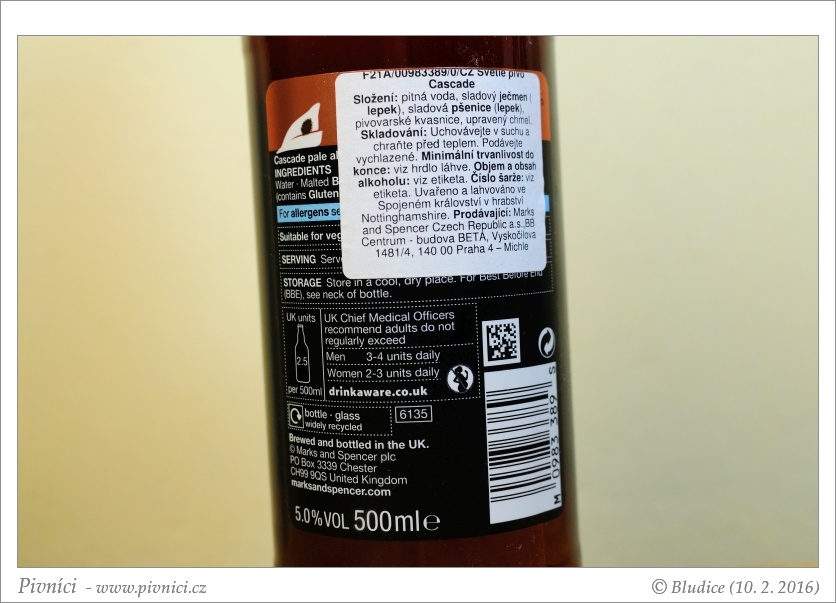 F21A/00983389/0/CZ Světlé pivo
Cascade
Složení: pitná voda, sladový ječmen (
lepek), sladová pšenice (lepek),
pivovarské kvasnice, upravený chmel.
Skladování: Uchovávejte v suchu a
chraňte před teplem. Podávejte
vychlazené. Minimální trvanlivost do
konce: viz hrdlo láhve. Objem a obsah
alkoholu: viz etiketa. Číslo šarže: viz
etiketa. Uvařeno a lahvováno ve
Spojeném království v hrabství
Nottinghamshire. Prodávající: Marks
and Spencer Czech Republic a.s.,BB
Centrum - budova BETA, Vyskočilova
1481/4, 140 00 Praha 4 – Michle
Cascade pale al
INGREDIENTS
Water · Malted B
(contains Gluten
For allergens se
Suitable for veg
SERVING Serv
STORAGE Store in a cool, dry place. For Best Before End
(BBE), see neck of bottle.
UK units
2.5
per 500ml
UK Chief Medical Officers
recommend adults do not
regularly exceed
Men 3-4 units daily
Women 2-3 units daily
drinkaware.co.uk
bottle · glass
widely recycled
6135
Brewed and bottled in the UK.
© Marks and Spencer plc
PO Box 3339 Chester
CH99 9QS United Kingdom
marksandspencer.com
5.0%VOL 500ml e
M 0983 389 S
Pivníci - www.pivnici.cz
© Bludice (10. 2. 2016)